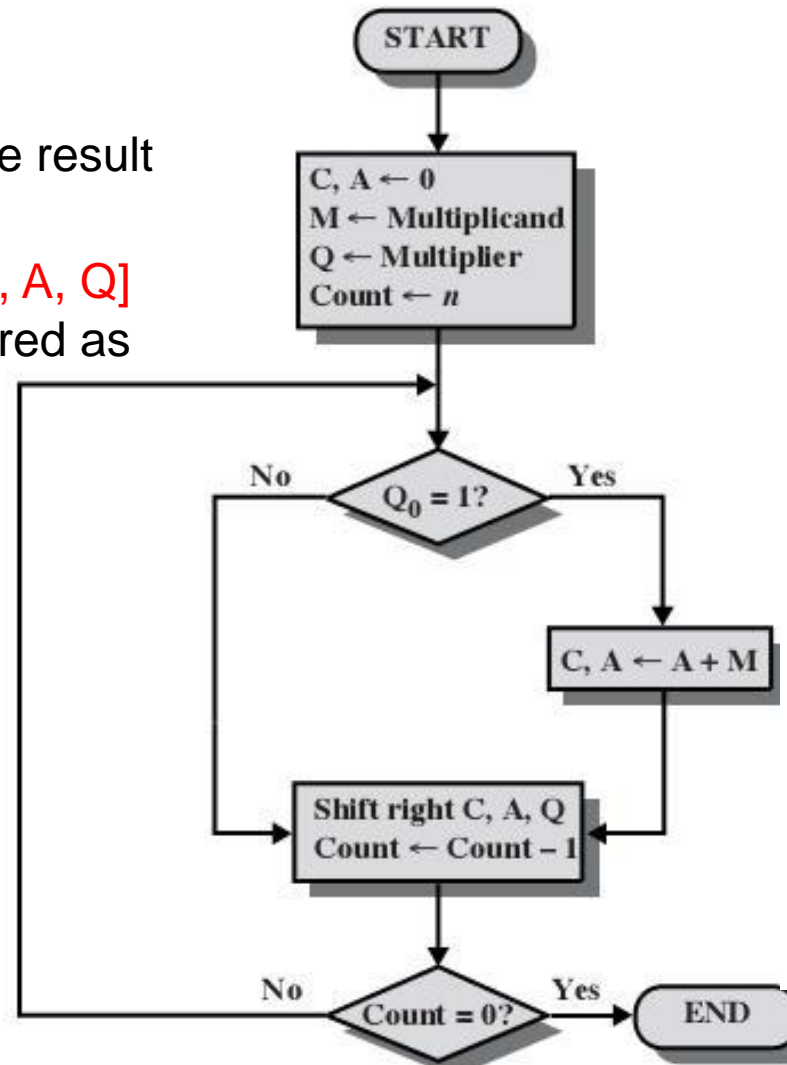 START
e result
C, A ← 0
M ← Multiplicand
Q ← Multiplier
Count ← n
, A, Q]
red as
No
Yes
Q₀ = 1?
C, A ← A + M
Shift right C, A, Q
Count ← Count – 1
No
Yes
Count = 0?
END